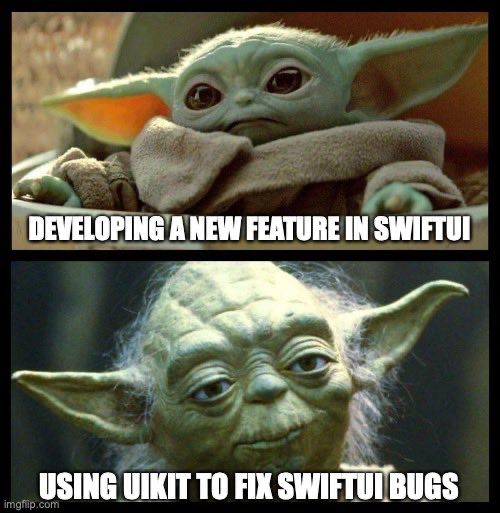 DEVELOPING A NEW FEATURE IN SWIFTUI
USING UIKIT TO FIX SWIFTUI BUGS
imgflip.com